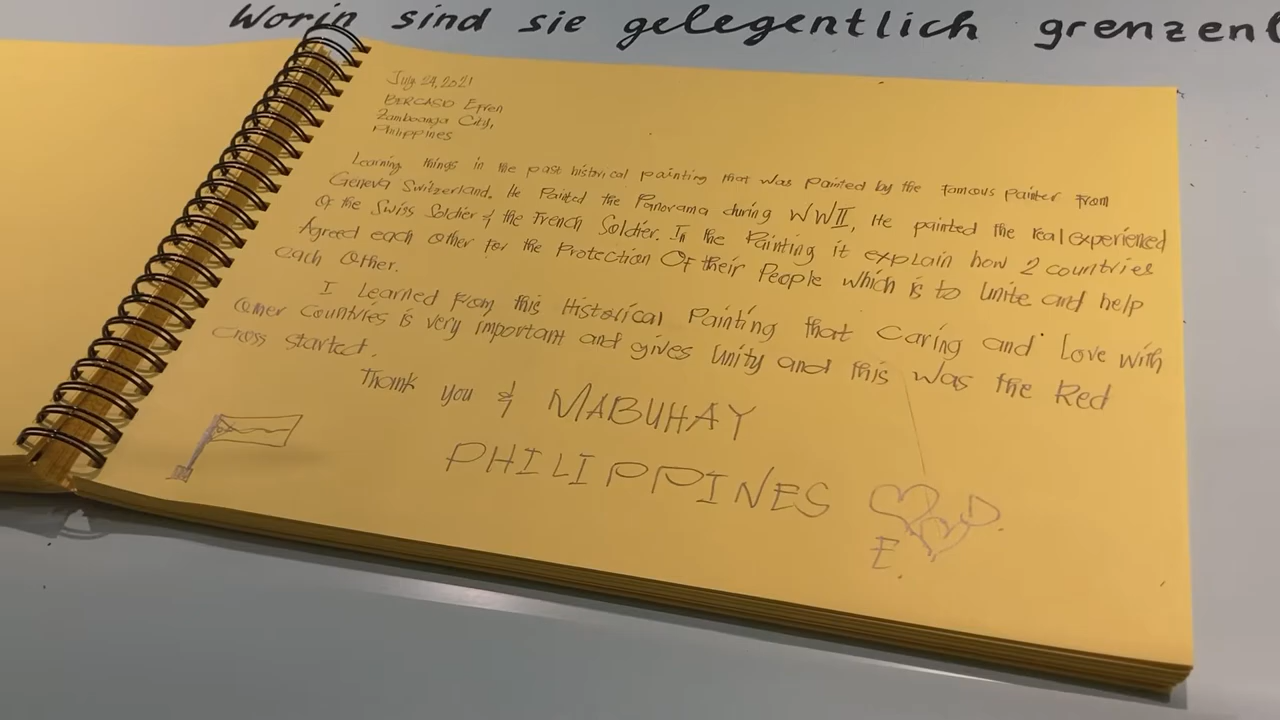 Worin sind sie gelegentlich grenzenl
July 24, 2021
BERCASIO Efren
Zamboanga City,
Philippines
Learning things in the past historical painting that was painted by the famous painter from
Geneva Switzerland. He Painted the Panorama during WWII, He painted the real experienced
Of the Swiss Soldier & the French Soldier. In the Painting it explain how 2 countries
Agreed each other for the Protection Of their People which is to Unite and help
each Other.
I Learned from this Historical Painting that Caring and Love with
Other Countries is very important and gives Unity and this was the Red
Cross started.
Thank you & MABUHAY
PHILIPPINES
E.